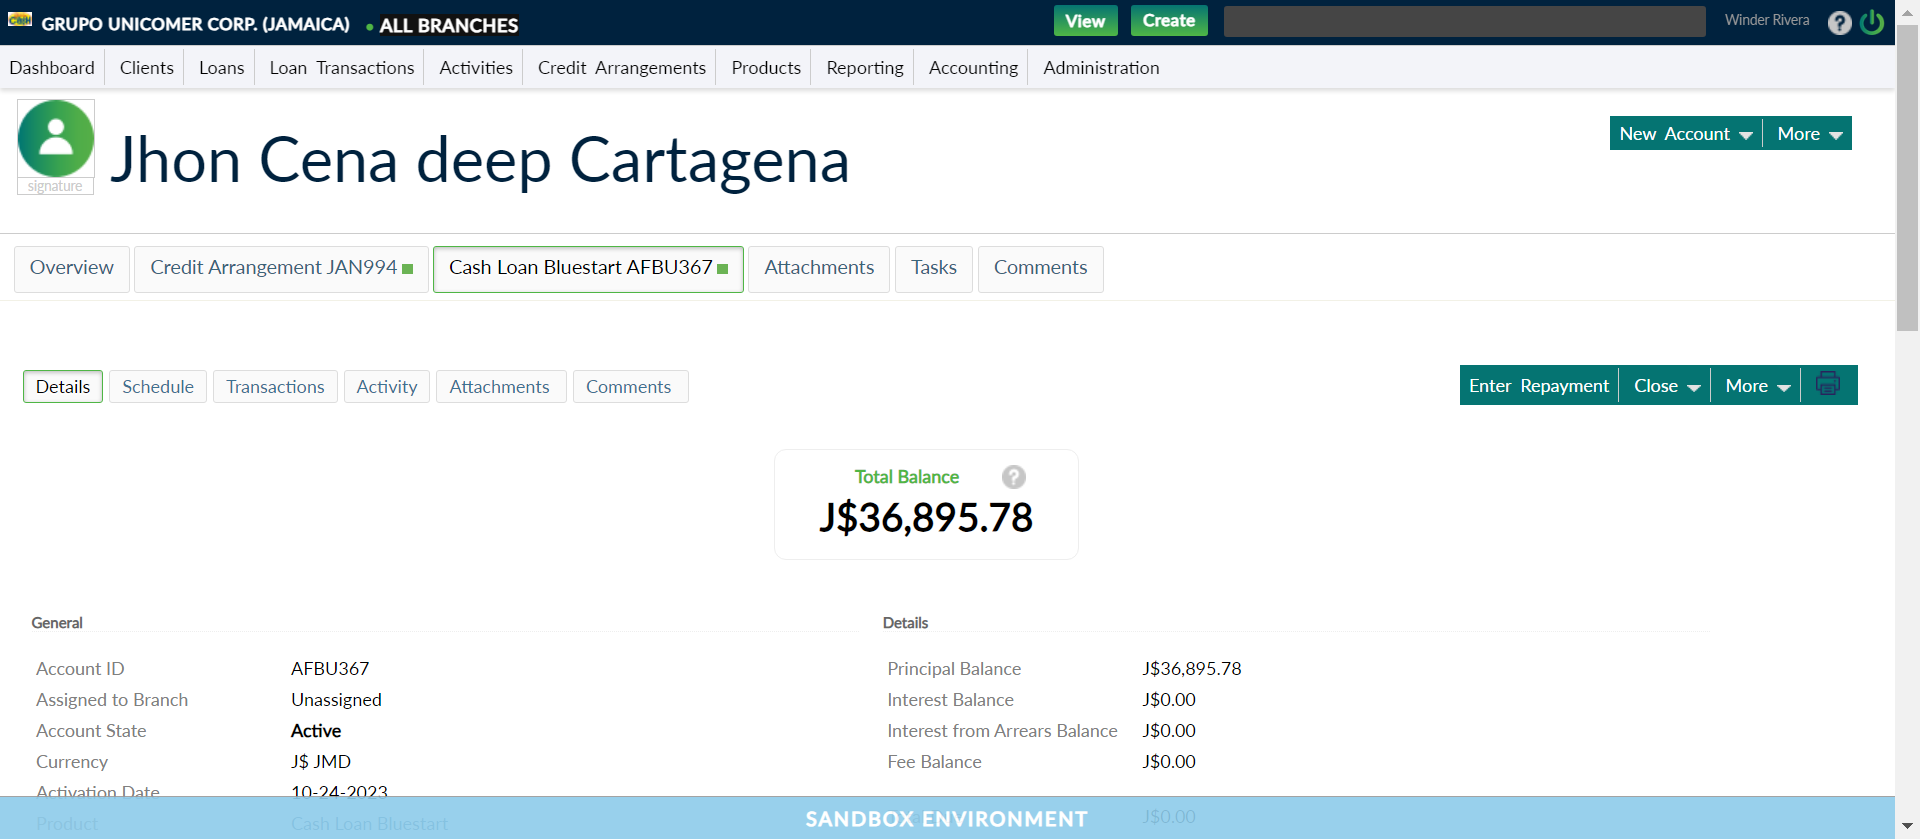 Cash GRUPO UNICOMER CORP. (JAMAICA) • ALL BRANCHES View Create Winder Rivera ?
Dashboard Clients Loans Loan Transactions Activities Credit Arrangements Products Reporting Accounting Administration
signature
Jhon Cena deep Cartagena
New Account More
Overview Credit Arrangement JAN994 Cash Loan Bluestart AFBU367 Attachments Tasks Comments
Details Schedule Transactions Activity Attachments Comments
Enter Repayment Close More
Total Balance ?
J$36,895.78
General
Account ID AFBU367
Assigned to Branch Unassigned
Account State Active
Currency J$ JMD
Activation Date 10-24-2023
Product Cash Loan Bluestart
Details
Principal Balance J$36,895.78
Interest Balance J$0.00
Interest from Arrears Balance J$0.00
Fee Balance J$0.00
J$0.00
SANDBOX ENVIRONMENT